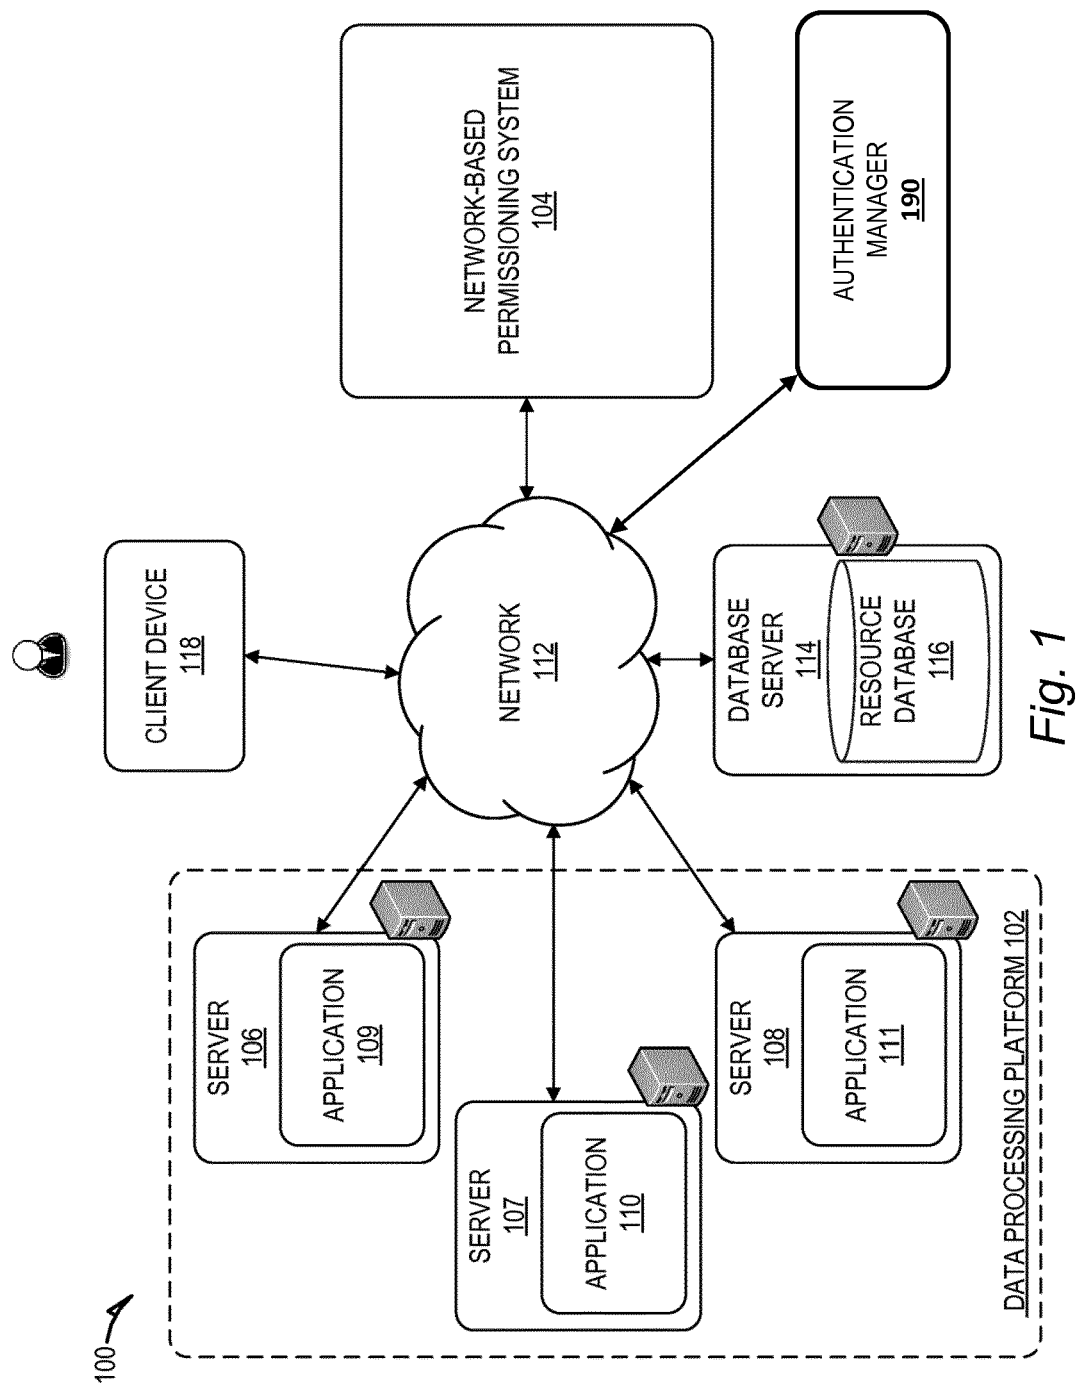 100
SERVER
106
APPLICATION
109
SERVER
107
APPLICATION
110
SERVER
108
APPLICATION
111
DATA PROCESSING PLATFORM 102
CLIENT DEVICE
118
NETWORK
112
DATABASE
SERVER
114
RESOURCE
DATABASE
116
NETWORK-BASED
PERMISSIONING SYSTEM
104
AUTHENTICATION
MANAGER
190
Fig. 1